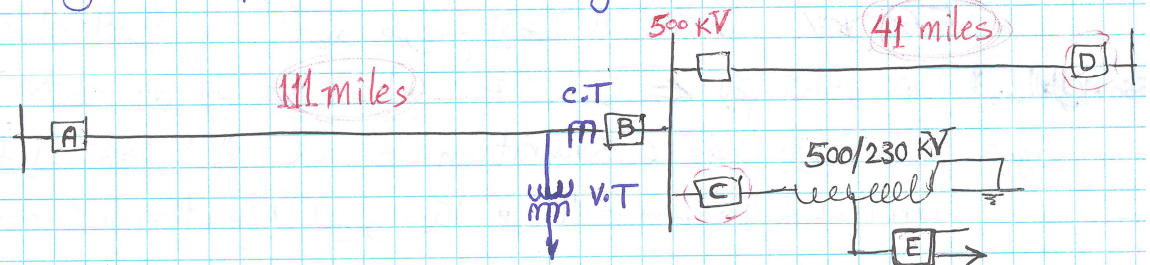 500 KV
41 miles
111 miles
C.T
A
B
D
500/230 KV
V.T
C
E